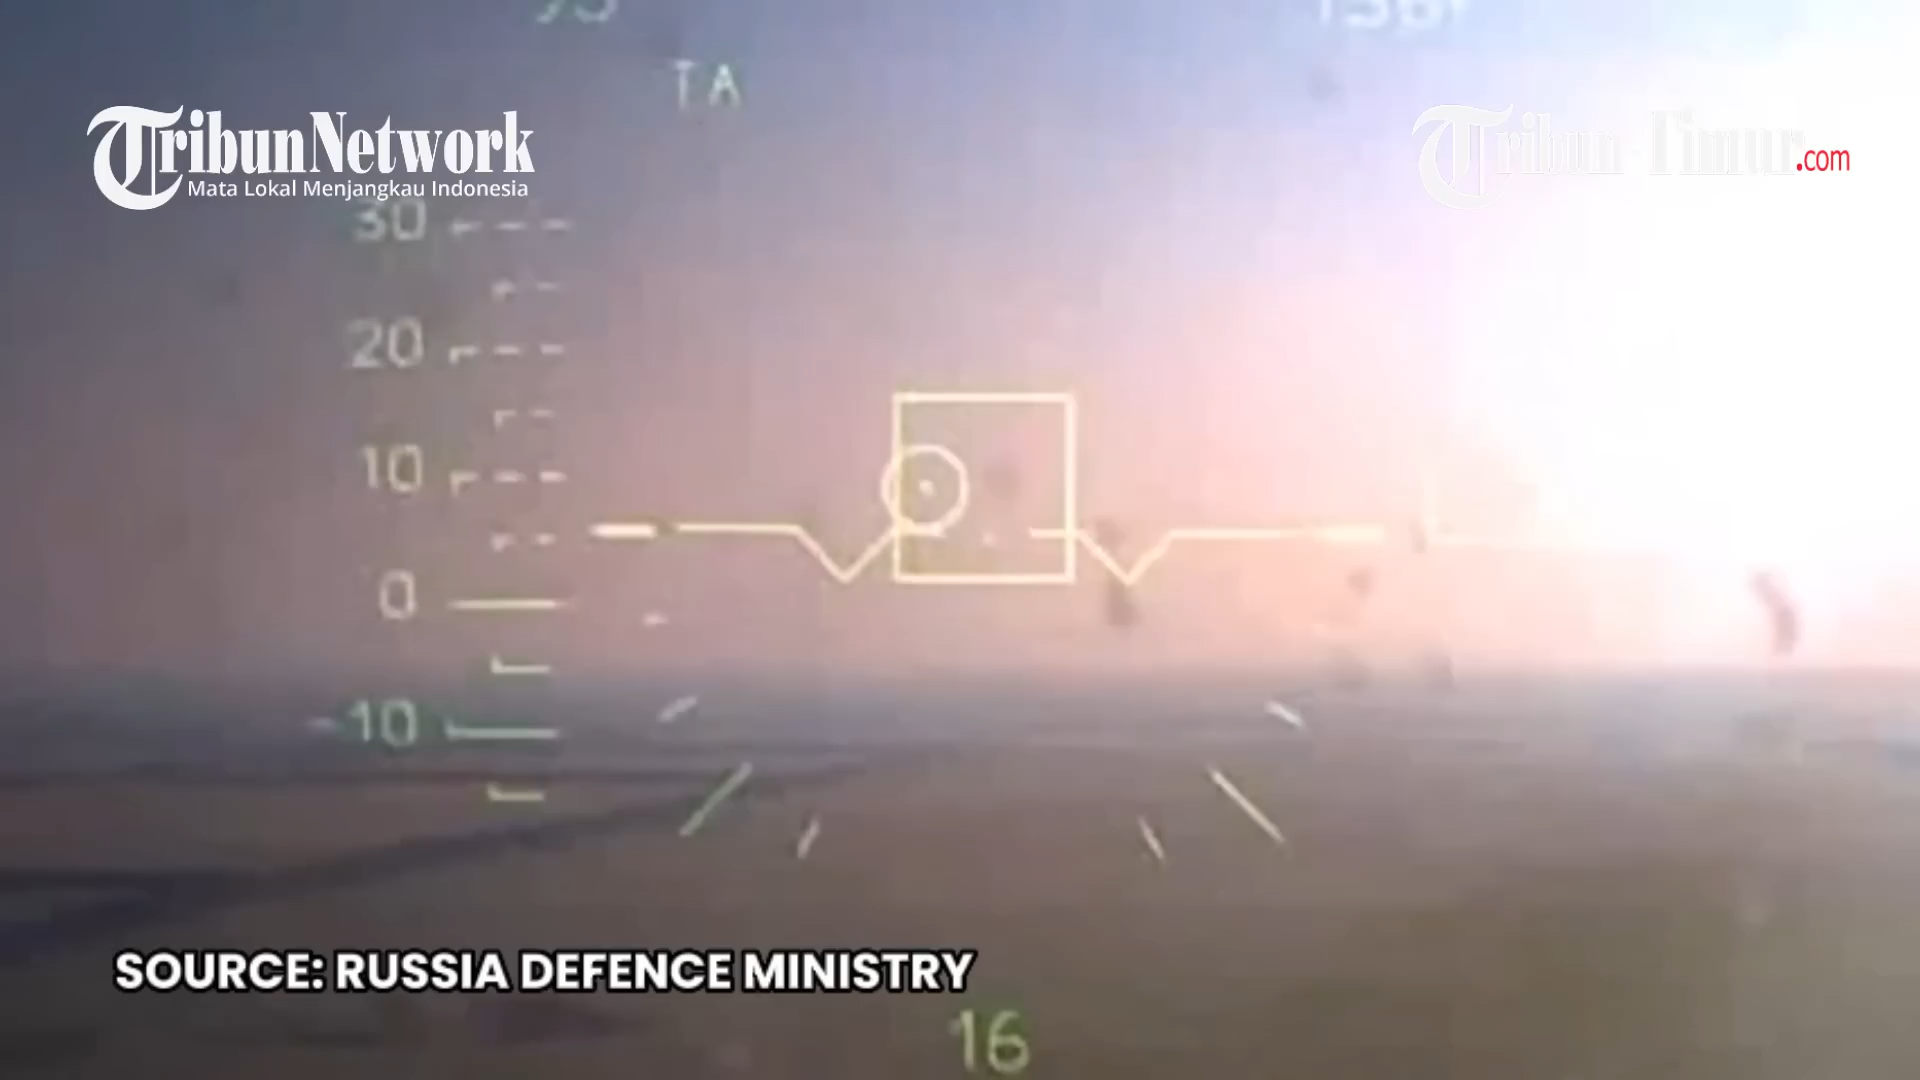 TA
TribunNetwork
Mata Lokal Menjangkau Indonesia
Tribun-Timur.com
30
20
10
0
-10
SOURCE: RUSSIA DEFENCE MINISTRY
16